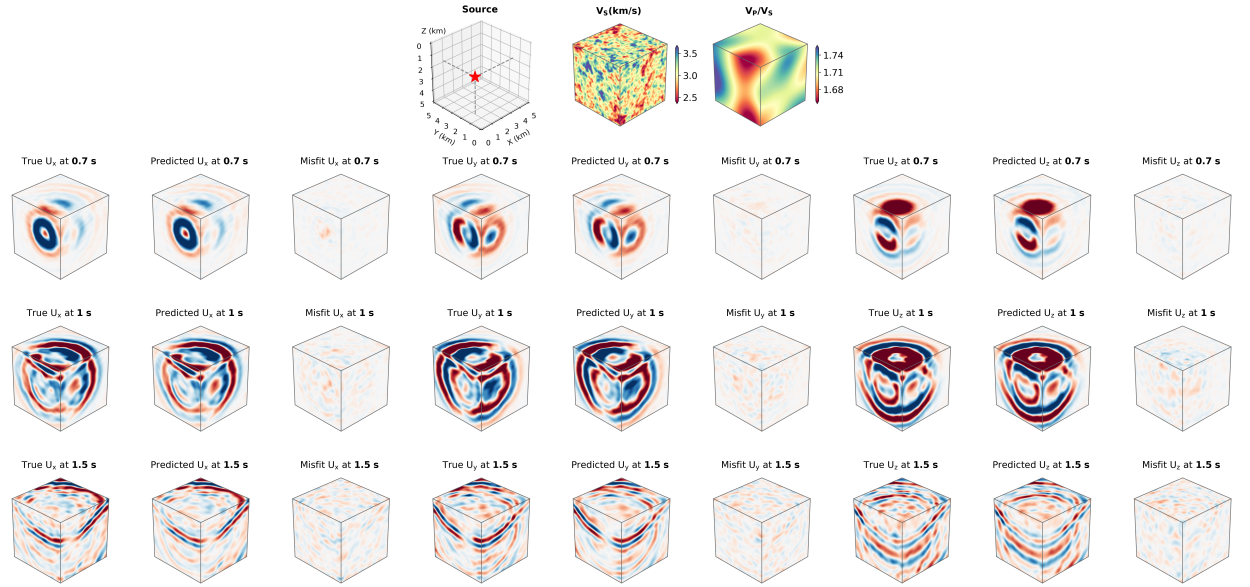 Source
V_S(km/s)
V_P/V_S
Z (km)
0
1
2
3
4
5
5
4
3
2
1
0
Y (km)
0
1
2
3
4
5
X (km)
3.5
3.0
2.5
1.74
1.71
1.68
True U_x at 0.7 s
Predicted U_x at 0.7 s
Misfit U_x at 0.7 s
True U_y at 0.7 s
Predicted U_y at 0.7 s
Misfit U_y at 0.7 s
True U_z at 0.7 s
Predicted U_z at 0.7 s
Misfit U_z at 0.7 s
True U_x at 1 s
Predicted U_x at 1 s
Misfit U_x at 1 s
True U_y at 1 s
Predicted U_y at 1 s
Misfit U_y at 1 s
True U_z at 1 s
Predicted U_z at 1 s
Misfit U_z at 1 s
True U_x at 1.5 s
Predicted U_x at 1.5 s
Misfit U_x at 1.5 s
True U_y at 1.5 s
Predicted U_y at 1.5 s
Misfit U_y at 1.5 s
True U_z at 1.5 s
Predicted U_z at 1.5 s
Misfit U_z at 1.5 s